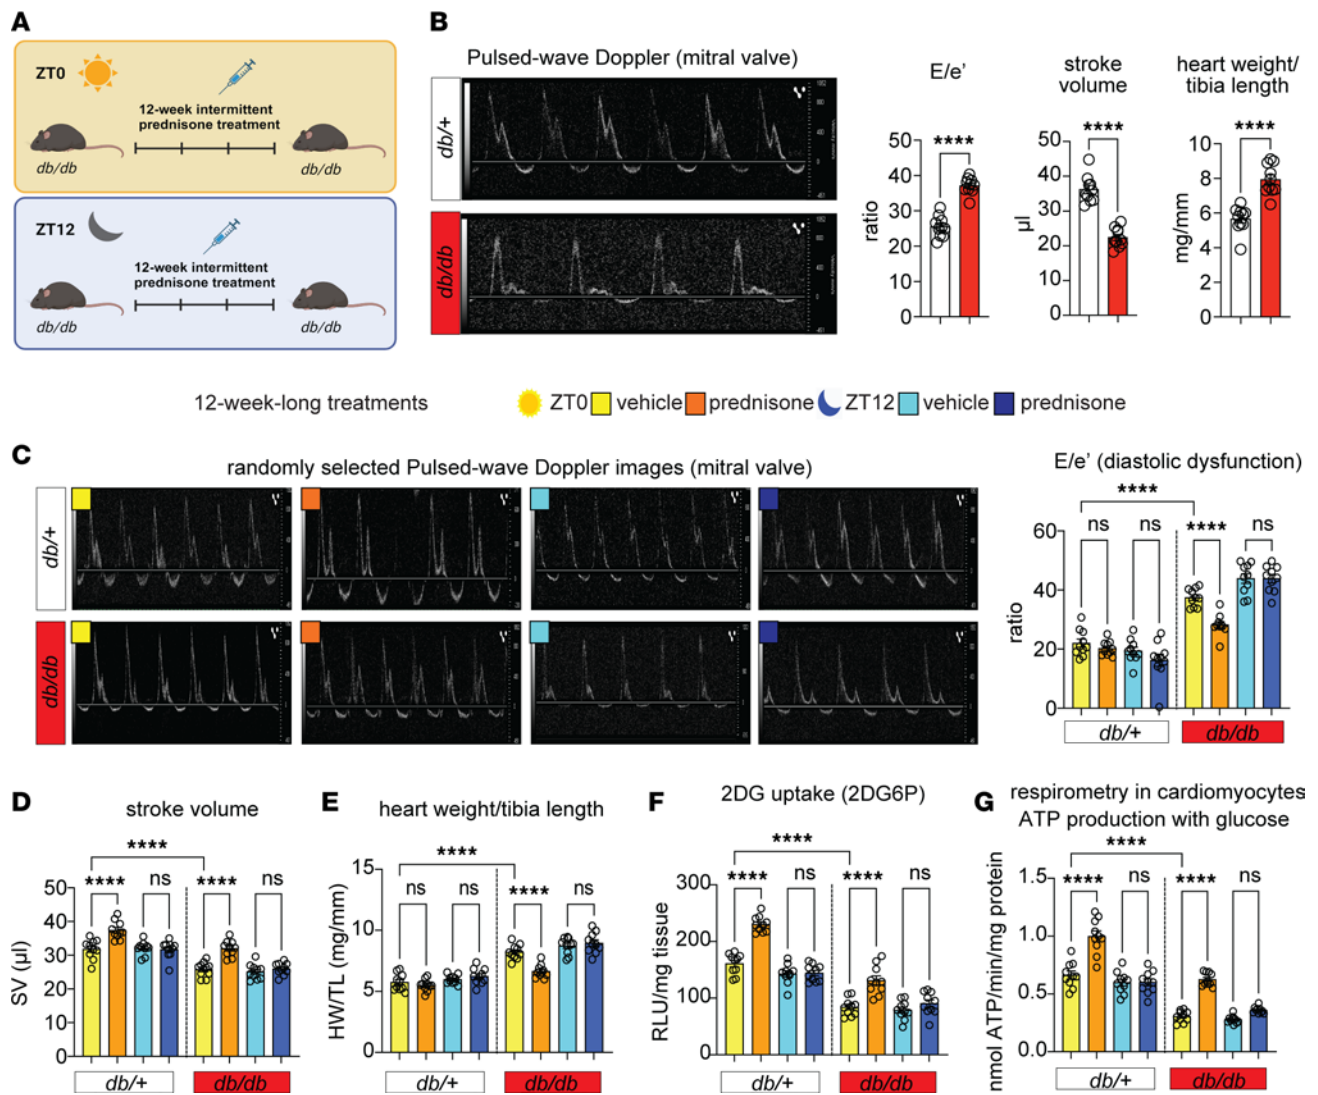 A
ZT0
12-week intermittent
prednisone treatment
db/db
db/db
ZT12
12-week intermittent
prednisone treatment
db/db
db/db
B
Pulsed-wave Doppler (mitral valve)
db/+
db/db
E/e’
****
ratio
50
40
30
20
10
0
stroke
volume
****
µl
50
40
30
20
10
0
heart weight/
tibia length
****
mg/mm
10
8
6
4
2
0
12-week-long treatments
ZT0 vehicle prednisone ZT12 vehicle prednisone
C
randomly selected Pulsed-wave Doppler images (mitral valve)
db/+
db/db
E/e’ (diastolic dysfunction)
****
ns ns **** ns
ratio
60
40
20
0
db/+ db/db
D
stroke volume
****
**** ns **** ns
SV (µl)
50
40
30
20
10
0
db/+ db/db
E
heart weight/tibia length
****
ns ns **** ns
HW/TL (mg/mm)
15
10
5
0
db/+ db/db
F
2DG uptake (2DG6P)
****
**** ns **** ns
RLU/mg tissue
300
200
100
0
db/+ db/db
G
respirometry in cardiomyocytes
ATP production with glucose
****
**** ns **** ns
nmol ATP/min/mg protein
1.5
1.0
0.5
0.0
db/+ db/db